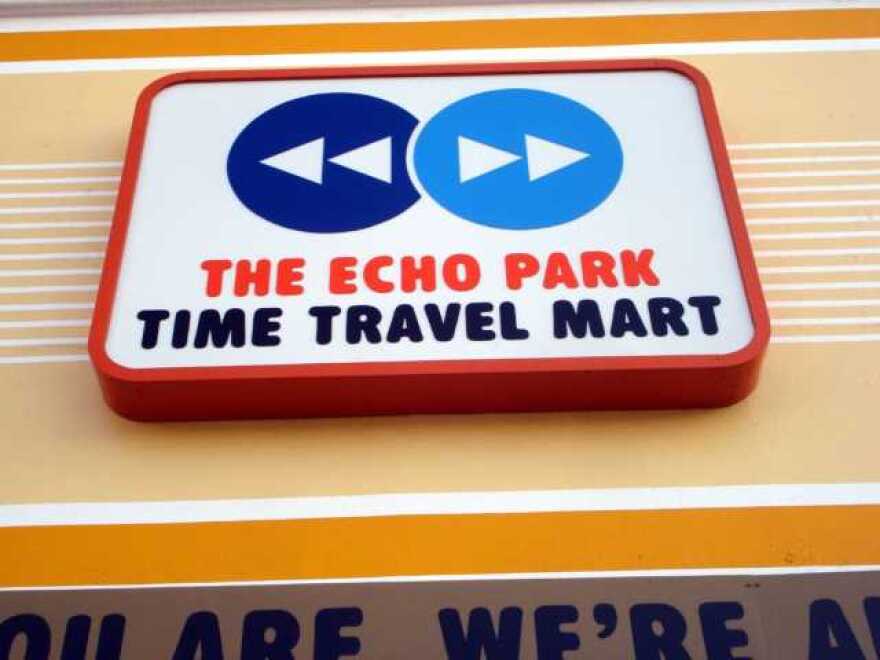 THE ECHO PARK
TIME TRAVEL MART
ARE, WE'RE